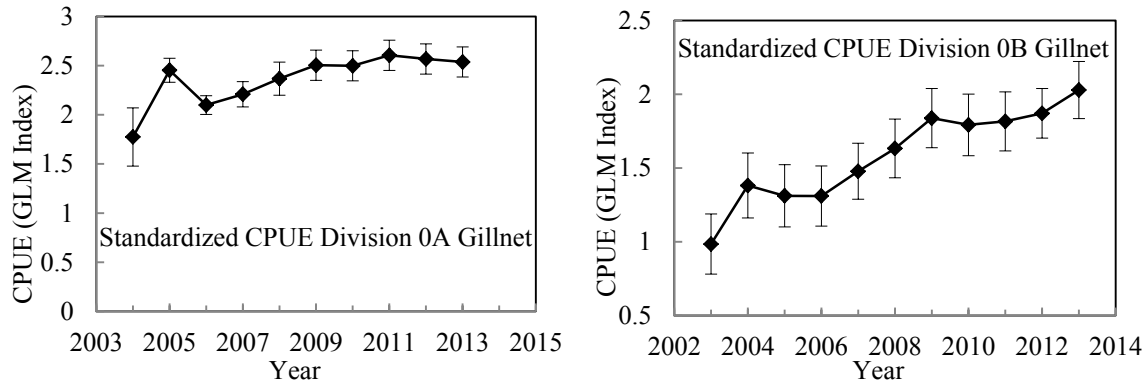 CPUE (GLM Index)
3
2.5
2
1.5
1
0.5
0
Standardized CPUE Division 0A Gillnet
2003 2005 2007 2009 2011 2013 2015
Year
CPUE (GLM Index)
2.5
2
1.5
1
0.5
Standardized CPUE Division 0B Gillnet
2002 2004 2006 2008 2010 2012 2014
Year